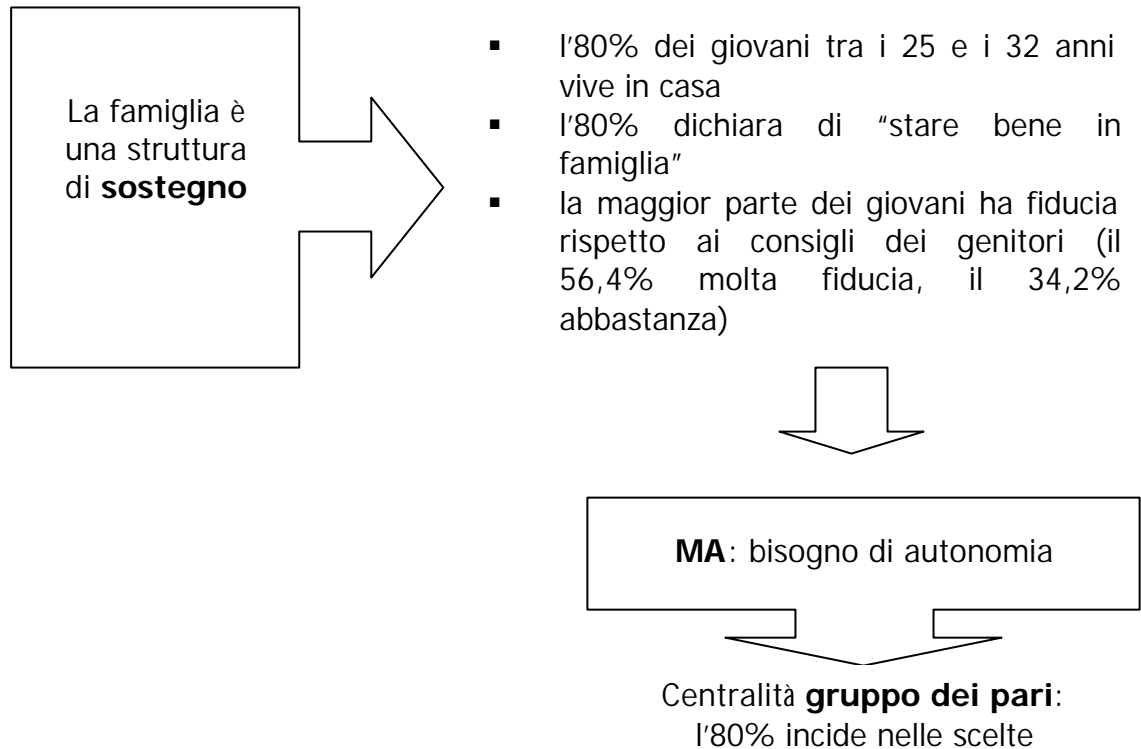 La famiglia è
una struttura
di sostegno
▪ l'80% dei giovani tra i 25 e i 32 anni
vive in casa
▪ l'80% dichiara di “stare bene in
famiglia”
▪ la maggior parte dei giovani ha fiducia
rispetto ai consigli dei genitori (il
56,4% molta fiducia, il 34,2%
abbastanza)
MA: bisogno di autonomia
Centralità gruppo dei pari:
l'80% incide nelle scelte